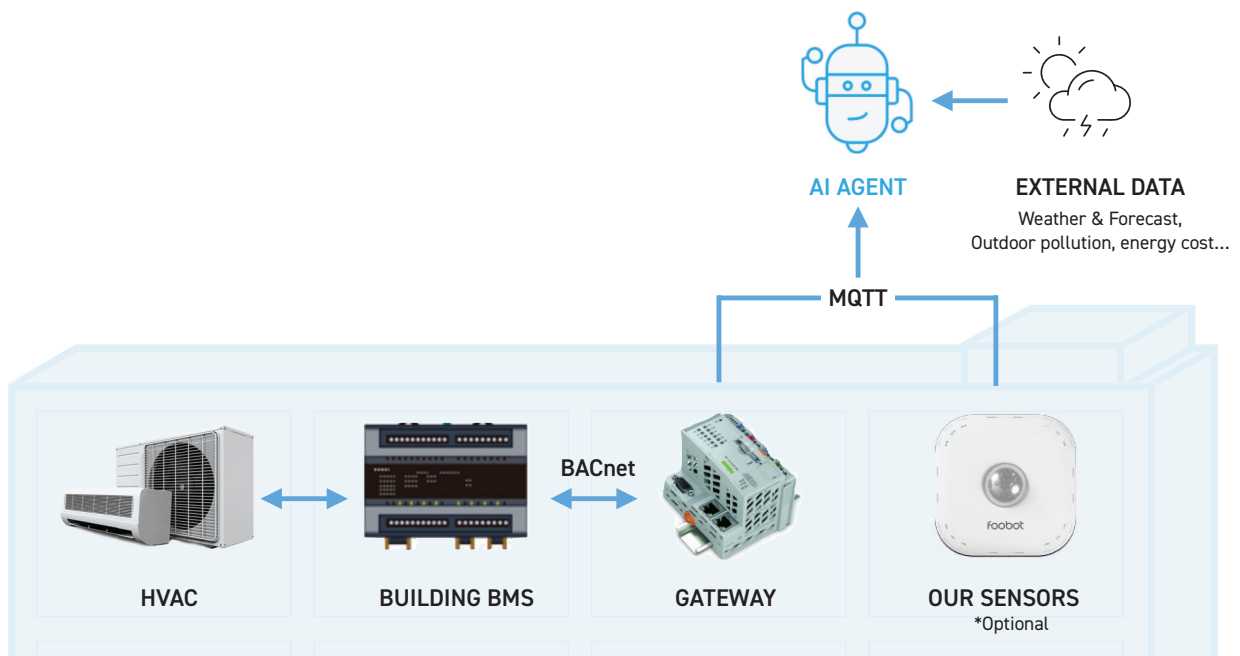 AI AGENT
EXTERNAL DATA
Weather & Forecast,
Outdoor pollution, energy cost...
MQTT
BACnet
foobot
HVAC
BUILDING BMS
GATEWAY
OUR SENSORS
*Optional